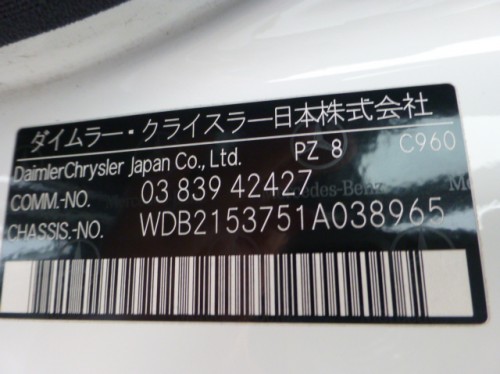 ダイムラー・クライスラー日本株式会社
DaimlerChrysler Japan Co., Ltd. PZ 8 C960
COMM.-NO. 03 839 42427
CHASSIS.-NO. WDB2153751A038965